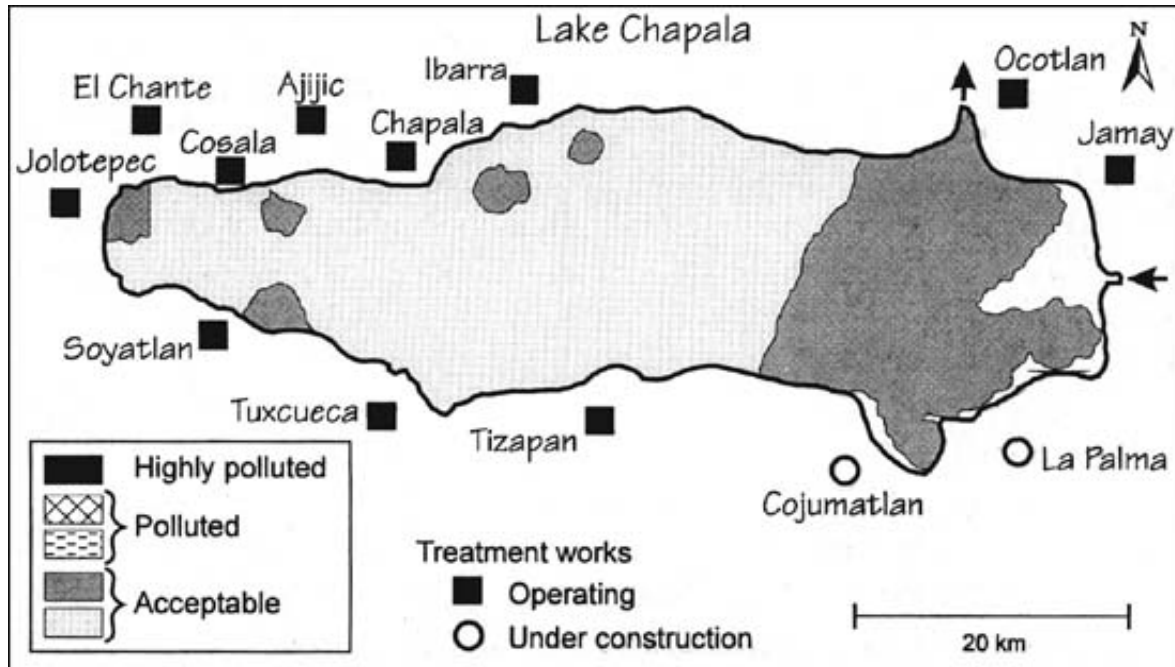 Lake Chapala
N
El Chante
Ajijic
Ibarra
Ocotlan
Jolotepec
Cosala
Chapala
Jamay
Soyatlan
Tuxcueca
Tizapan
Cojumatlan
La Palma
Highly polluted
Polluted
Acceptable
Treatment works
Operating
Under construction
20 km